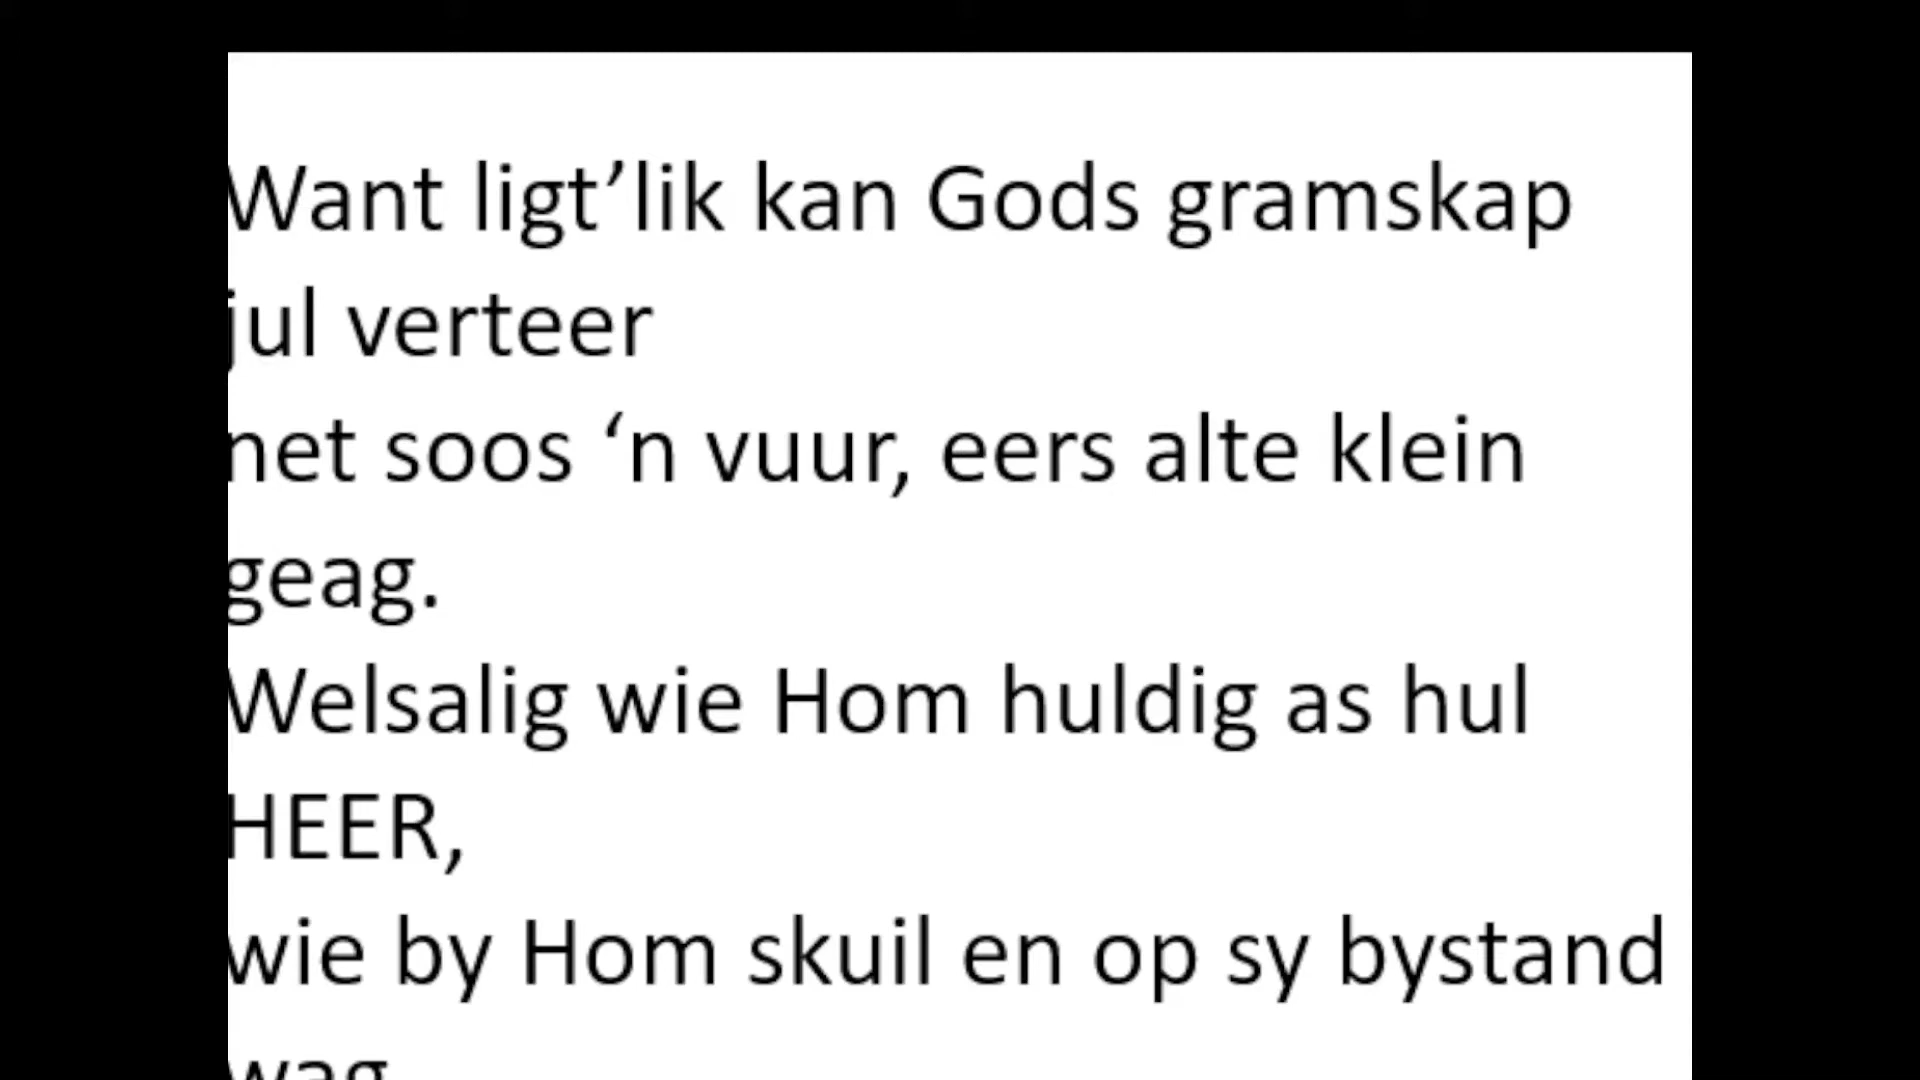 Want ligt’lik kan Gods gramskap
jul verteer
net soos ‘n vuur, eers alte klein
geag.
Welsalig wie Hom huldig as hul
HEER,
wie by Hom skuil en op sy bystand
wag